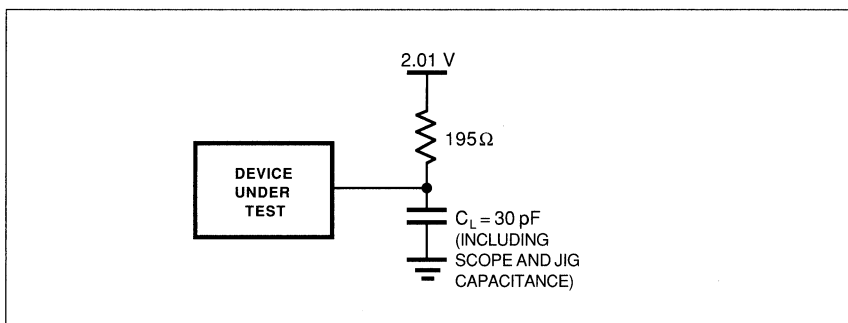 2.01 V
195Ω
DEVICE
UNDER
TEST
C_L = 30 pF
(INCLUDING
SCOPE AND JIG
CAPACITANCE)